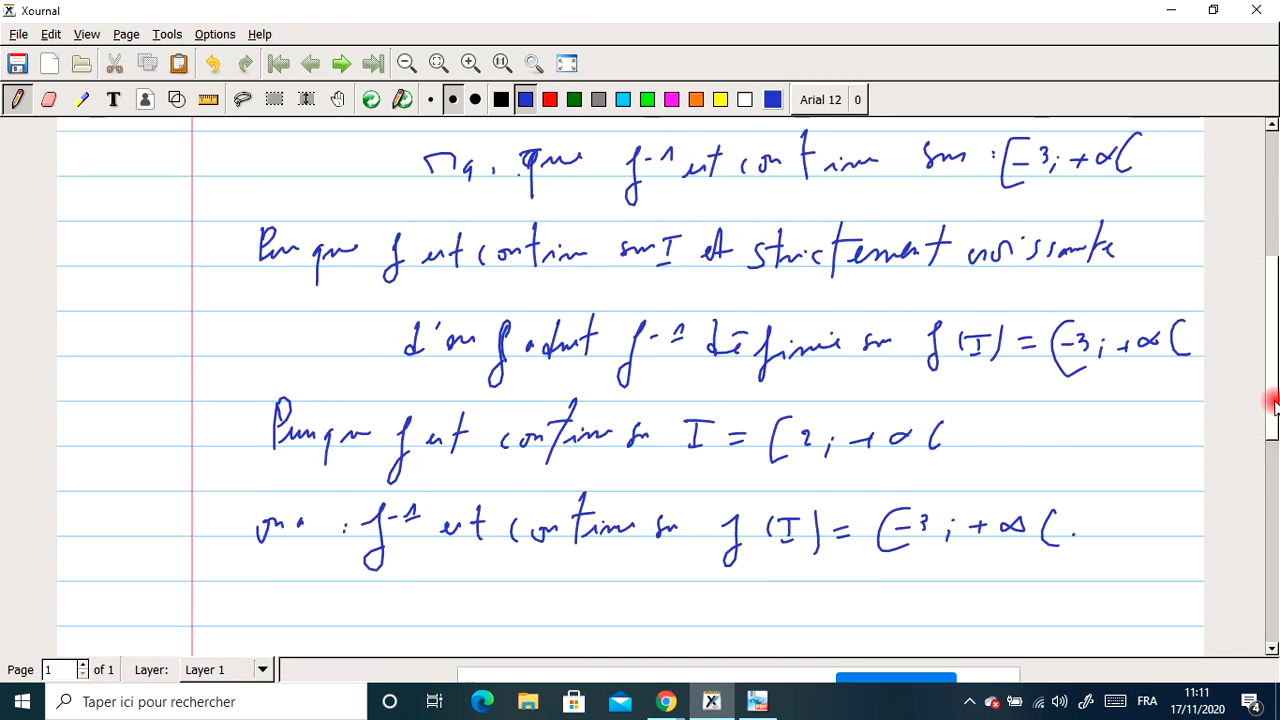 Xournal
File Edit View Page Tools Options Help
Arial 12 0
Mq . que f-1 est continue sur : [-3; +∞[
Puisque f est continue sur I et strictement croissante
d'où f admet f-1 définie sur f(I) = [-3; +∞[
Puisque f est continue sur I = [2; +∞[
on a : f-1 est continue sur f(I) = [-3; +∞[.
Page 1 of 1 Layer: Layer 1
Taper ici pour rechercher
FRA
11:11
17/11/2020
4